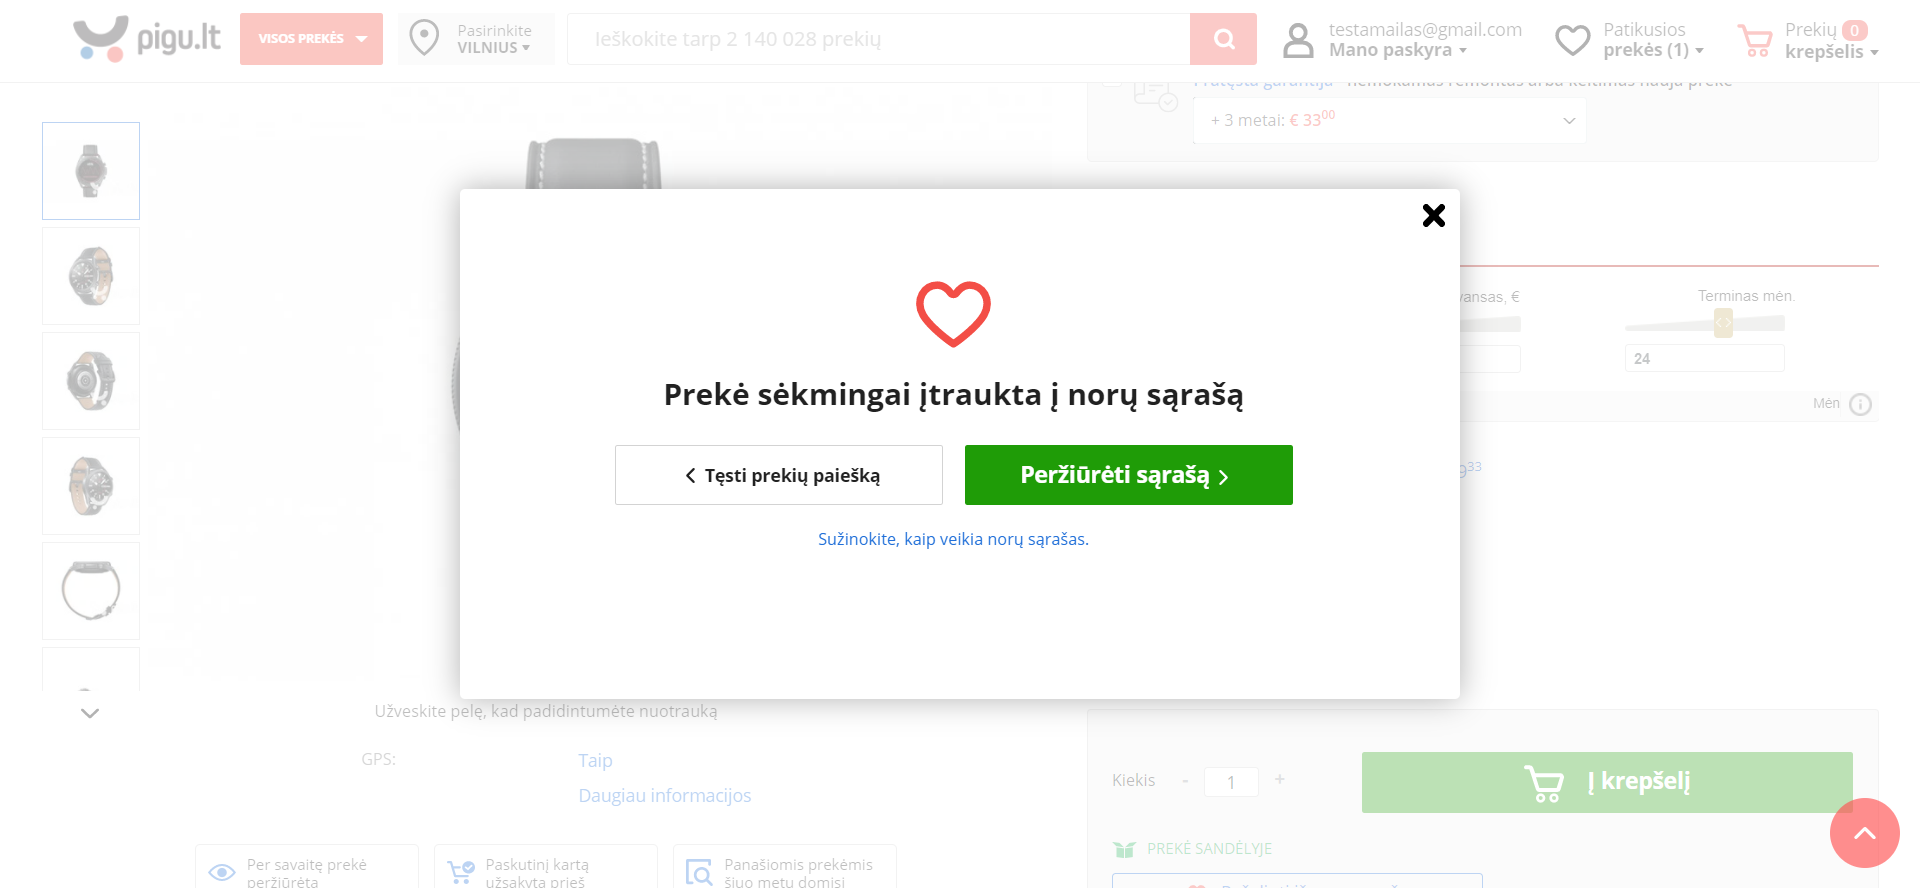 pigu.lt
VISOS PREKĖS
Pasirinkite
VILNIUS
Ieškokite tarp 2 140 028 prekių
testamailas@gmail.com
Mano paskyra
Patikusios
prekės (1)
Prekių 0
krepšelis
Pratęsta garantija - nemokamas remontas arba keitimas nauja preke
+ 3 metai: € 33 00
Prekė sėkmingai įtraukta į norų sąrašą
Tęsti prekių paiešką
Peržiūrėti sąrašą
Sužinokite, kaip veikia norų sąrašas.
vansas, €
Terminas mėn.
24
Mėn
9 33
Užveskite pelę, kad padidintumėte nuotrauką
GPS:
Taip
Daugiau informacijos
Per savaitę prekė
peržiūrėta
Paskutinį kartą
užsakyta prieš
Panašiomis prekėmis
šiuo metu domisi
Kiekis - 1 +
Į krepšelį
PREKĖ SANDĖLYJE